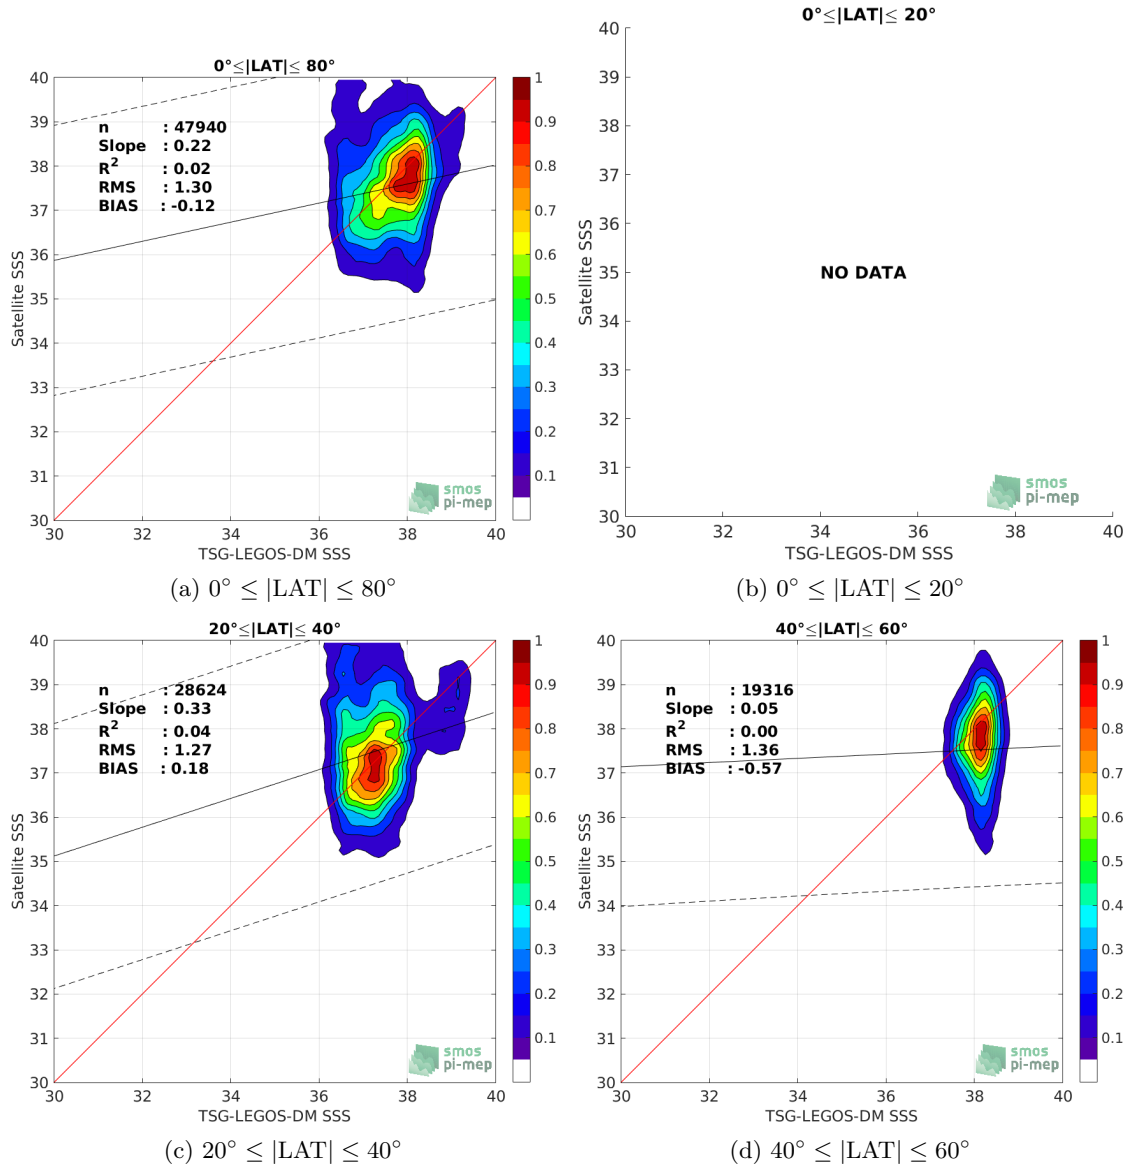 0°≤|LAT|≤ 80°
40
39
38
37
36
35
34
33
32
31
30
Satellite SSS
n : 47940
Slope : 0.22
R2 : 0.02
RMS : 1.30
BIAS : -0.12
1
0.9
0.8
0.7
0.6
0.5
0.4
0.3
0.2
0.1
smos
pi-mep
30 32 34 36 38 40
TSG-LEGOS-DM SSS
(a) 0° ≤ |LAT| ≤ 80°
0°≤|LAT|≤ 20°
40
39
38
37
36
35
34
33
32
31
30
Satellite SSS
NO DATA
smos
pi-mep
30 32 34 36 38 40
TSG-LEGOS-DM SSS
(b) 0° ≤ |LAT| ≤ 20°
20°≤|LAT|≤ 40°
40
39
38
37
36
35
34
33
32
31
30
Satellite SSS
n : 28624
Slope : 0.33
R2 : 0.04
RMS : 1.27
BIAS : 0.18
1
0.9
0.8
0.7
0.6
0.5
0.4
0.3
0.2
0.1
smos
pi-mep
30 32 34 36 38 40
TSG-LEGOS-DM SSS
(c) 20° ≤ |LAT| ≤ 40°
40°≤|LAT|≤ 60°
40
39
38
37
36
35
34
33
32
31
30
Satellite SSS
n : 19316
Slope : 0.05
R2 : 0.00
RMS : 1.36
BIAS : -0.57
1
0.9
0.8
0.7
0.6
0.5
0.4
0.3
0.2
0.1
smos
pi-mep
30 32 34 36 38 40
TSG-LEGOS-DM SSS
(d) 40° ≤ |LAT| ≤ 60°